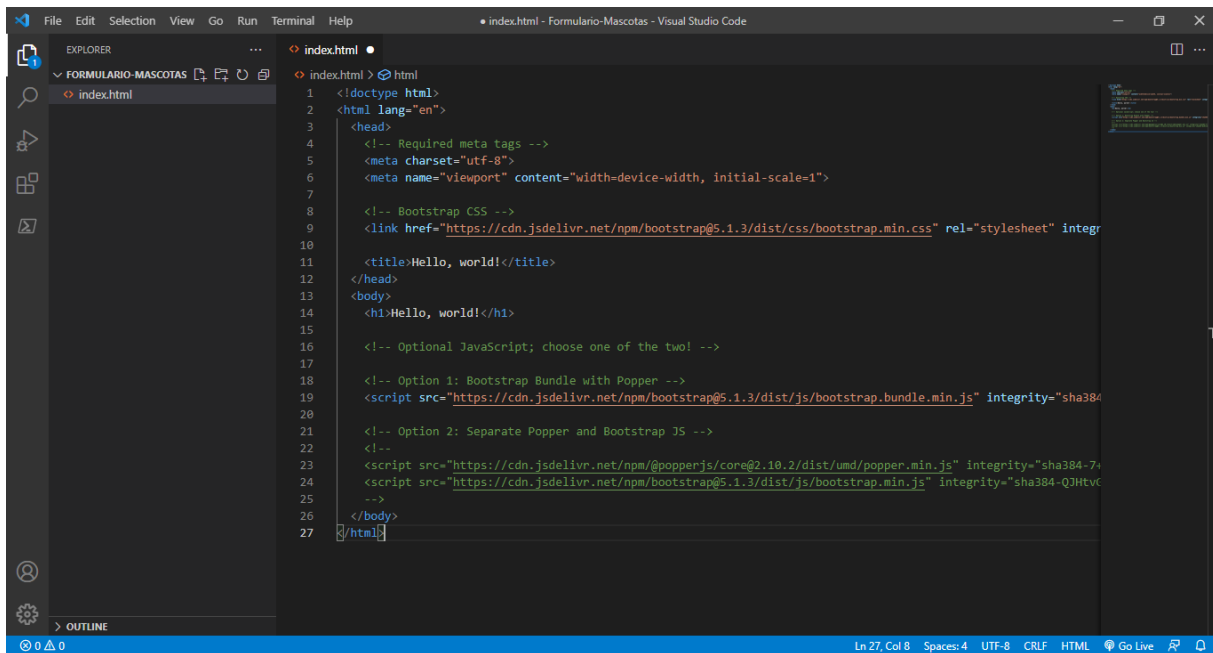 File Edit Selection View Go Run Terminal Help
● index.html - Formulario-Mascotas - Visual Studio Code
EXPLORER
index.html ●
FORMULARIO-MASCOTAS
index.html > html
index.html
1 <!doctype html>
2 <html lang="en">
3 <head>
4 <!-- Required meta tags -->
5 <meta charset="utf-8">
6 <meta name="viewport" content="width=device-width, initial-scale=1">
7
8 <!-- Bootstrap CSS -->
9 <link href="https://cdn.jsdelivr.net/npm/bootstrap@5.1.3/dist/css/bootstrap.min.css" rel="stylesheet" integr
10
11 <title>Hello, world!</title>
12 </head>
13 <body>
14 <h1>Hello, world!</h1>
15
16 <!-- Optional JavaScript; choose one of the two! -->
17
18 <!-- Option 1: Bootstrap Bundle with Popper -->
19 <script src="https://cdn.jsdelivr.net/npm/bootstrap@5.1.3/dist/js/bootstrap.bundle.min.js" integrity="sha384
20
21 <!-- Option 2: Separate Popper and Bootstrap JS -->
22 <!--
23 <script src="https://cdn.jsdelivr.net/npm/@popperjs/core@2.10.2/dist/umd/popper.min.js" integrity="sha384-7+
24 <script src="https://cdn.jsdelivr.net/npm/bootstrap@5.1.3/dist/js/bootstrap.min.js" integrity="sha384-QJHtvG
25 -->
26 </body>
27 </html>
1
OUTLINE
0 0
Ln 27, Col 8 Spaces: 4 UTF-8 CRLF HTML Go Live